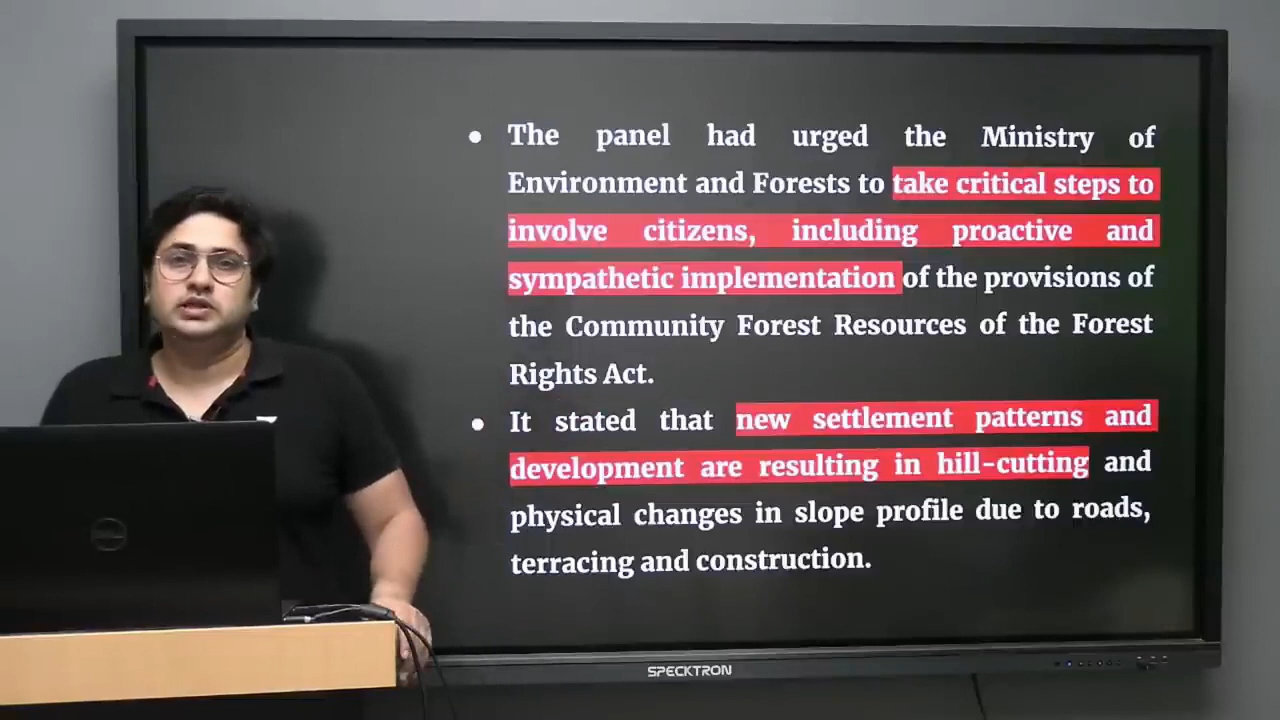 • The panel had urged the Ministry of
Environment and Forests to take critical steps to
involve citizens, including proactive and
sympathetic implementation of the provisions of
the Community Forest Resources of the Forest
Rights Act.
• It stated that new settlement patterns and
development are resulting in hill-cutting and
physical changes in slope profile due to roads,
terracing and construction.
DELL
SPECKTRON